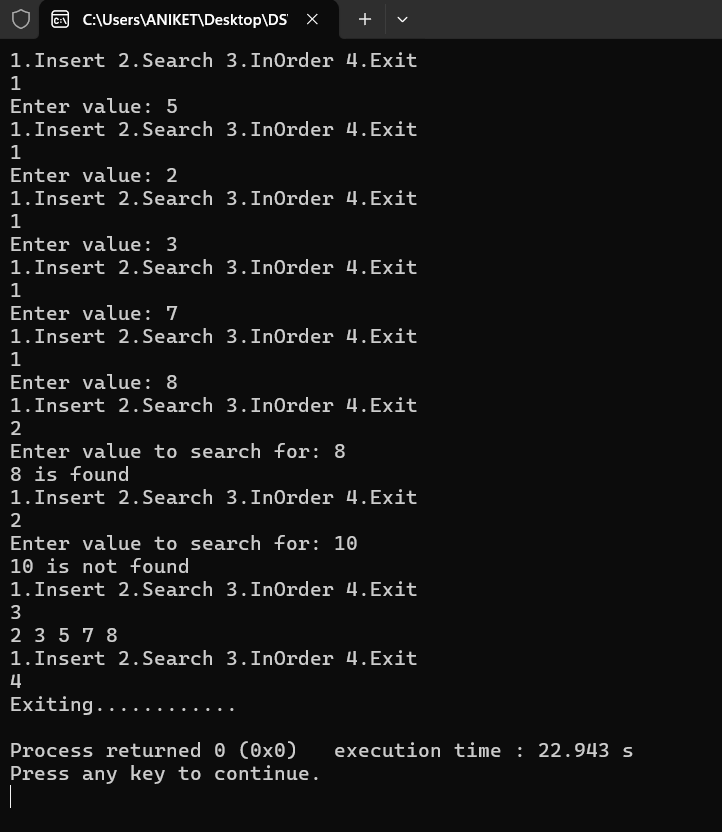 C:\Users\ANIKET\Desktop\DS'
1.Insert 2.Search 3.InOrder 4.Exit
1
Enter value: 5
1.Insert 2.Search 3.InOrder 4.Exit
1
Enter value: 2
1.Insert 2.Search 3.InOrder 4.Exit
1
Enter value: 3
1.Insert 2.Search 3.InOrder 4.Exit
1
Enter value: 7
1.Insert 2.Search 3.InOrder 4.Exit
1
Enter value: 8
1.Insert 2.Search 3.InOrder 4.Exit
2
Enter value to search for: 8
8 is found
1.Insert 2.Search 3.InOrder 4.Exit
2
Enter value to search for: 10
10 is not found
1.Insert 2.Search 3.InOrder 4.Exit
3
2 3 5 7 8
1.Insert 2.Search 3.InOrder 4.Exit
4
Exiting............
Process returned 0 (0x0)   execution time : 22.943 s
Press any key to continue.